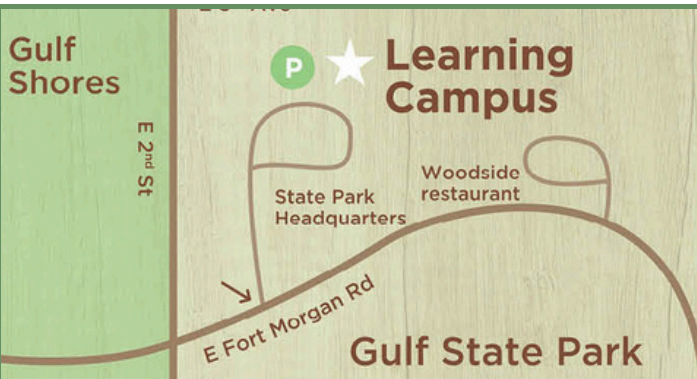 Gulf
Shores
E 2nd St
P
Learning
Campus
State Park
Headquarters
Woodside
restaurant
E Fort Morgan Rd
Gulf State Park